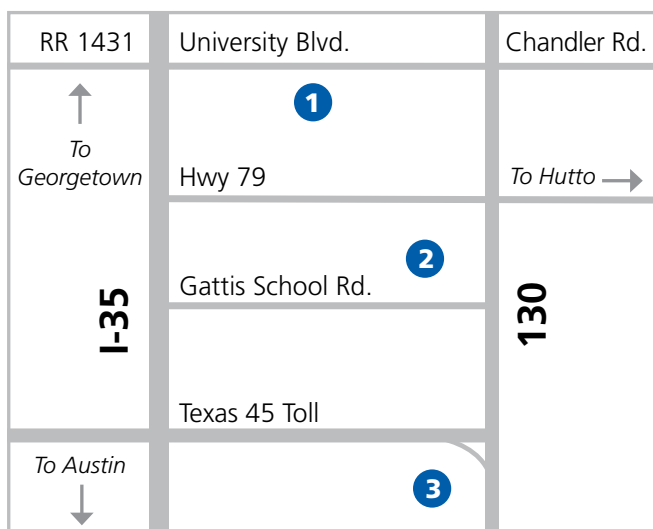 RR 1431
University Blvd.
Chandler Rd.
1
To
Georgetown
Hwy 79
To Hutto
2
Gattis School Rd.
I-35
130
Texas 45 Toll
To Austin
3